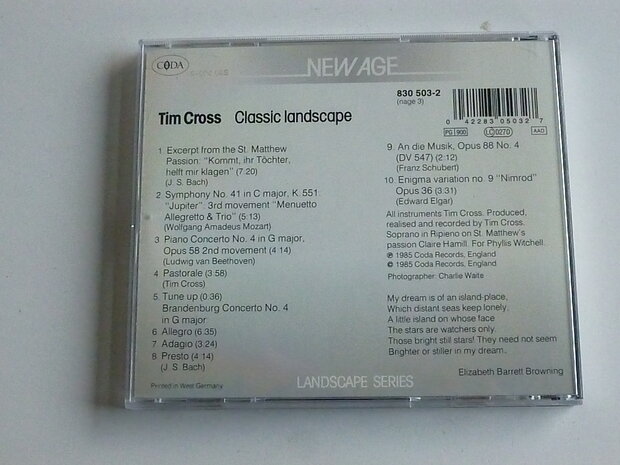 CODA
NEW AGE
830 503-2
(nage 3)
Tim Cross Classic landscape
0 42283 05032 7
PG 900
LC 0270
AAD
1 Excerpt from the St. Matthew
Passion: "Kommt, ihr Töchter,
helft mir klagen" (7:20)
(J. S. Bach)
2 Symphony No. 41 in C major, K. 551:
"Jupiter": 3rd movement "Menuetto
Allegretto & Trio" (5:13)
(Wolfgang Amadeus Mozart)
3 Piano Concerto No. 4 in G major,
Opus 58 2nd movement (4:14)
(Ludwig van Beethoven)
4 Pastorale (3:58)
(Tim Cross)
5 Tune up (0:36)
Brandenburg Concerto No. 4
in G major
6 Allegro (6:35)
7 Adagio (3:24)
8 Presto (4:14)
(J. S. Bach)
9 An die Musik, Opus 88 No. 4
(DV 547) (2:12)
(Franz Schubert)
10 Enigma variation no. 9 "Nimrod"
Opus 36 (3:31)
(Edward Elgar)
All instruments Tim Cross. Produced,
realised and recorded by Tim Cross.
Soprano in Ripieno on St. Matthew's
passion Claire Hamill. For Phyllis Witchell.
℗ 1985 Coda Records, England
© 1985 Coda Records, England
Photographer: Charlie Waite
My dream is of an island-place,
Which distant seas keep lonely.
A little island on whose face
The stars are watchers only.
Those bright still stars! They need not seem
Brighter or stiller in my dream.
Elizabeth Barrett Browning
Printed in West Germany
LANDSCAPE SERIES